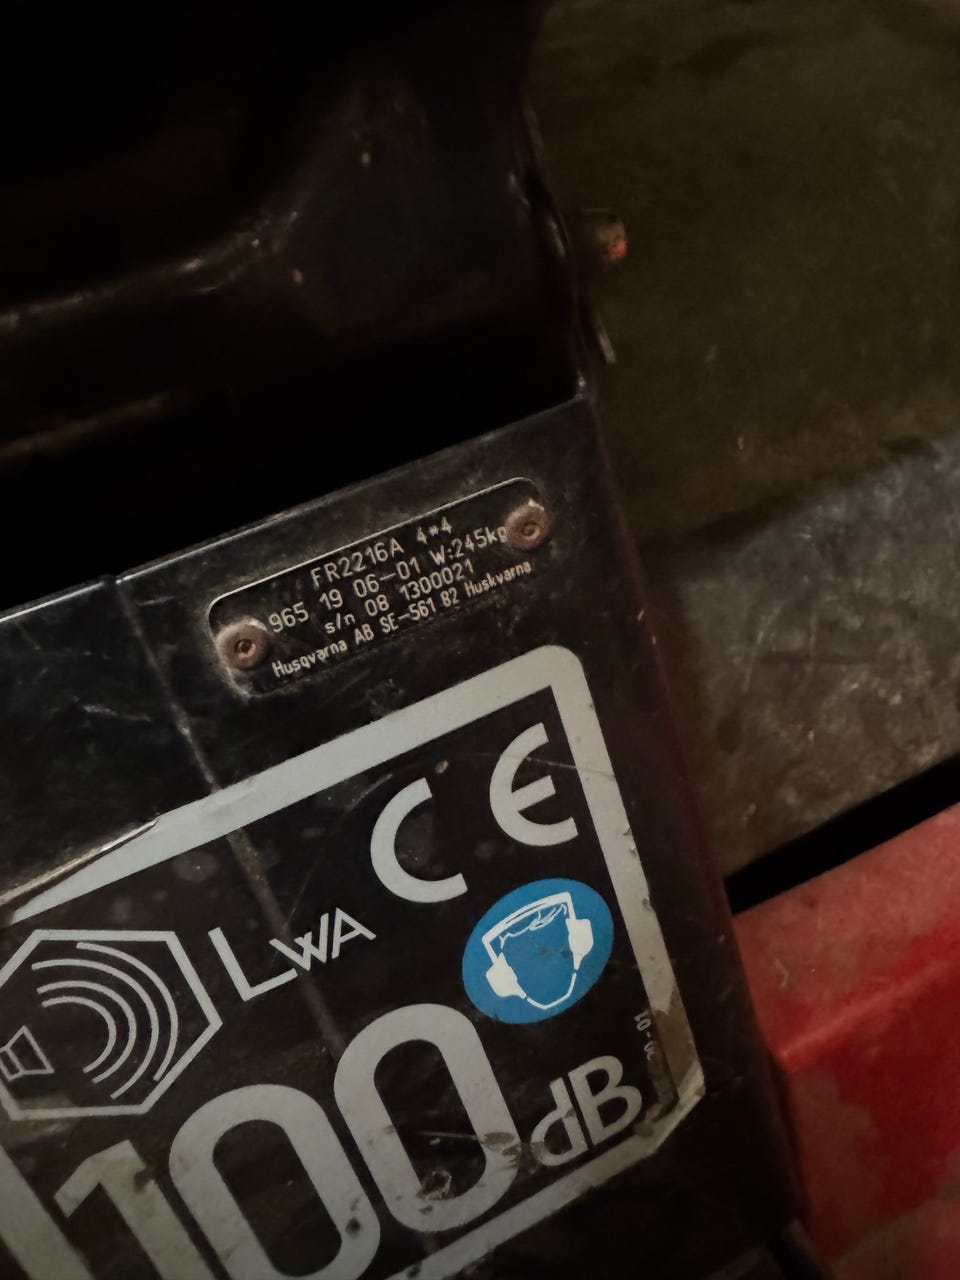 FR2216A 4*4
965 19 06-01 W:245kg
s/n 08 1300021
Husqvarna AB SE-561 82 Huskvarna
CE
LWA
100 dB